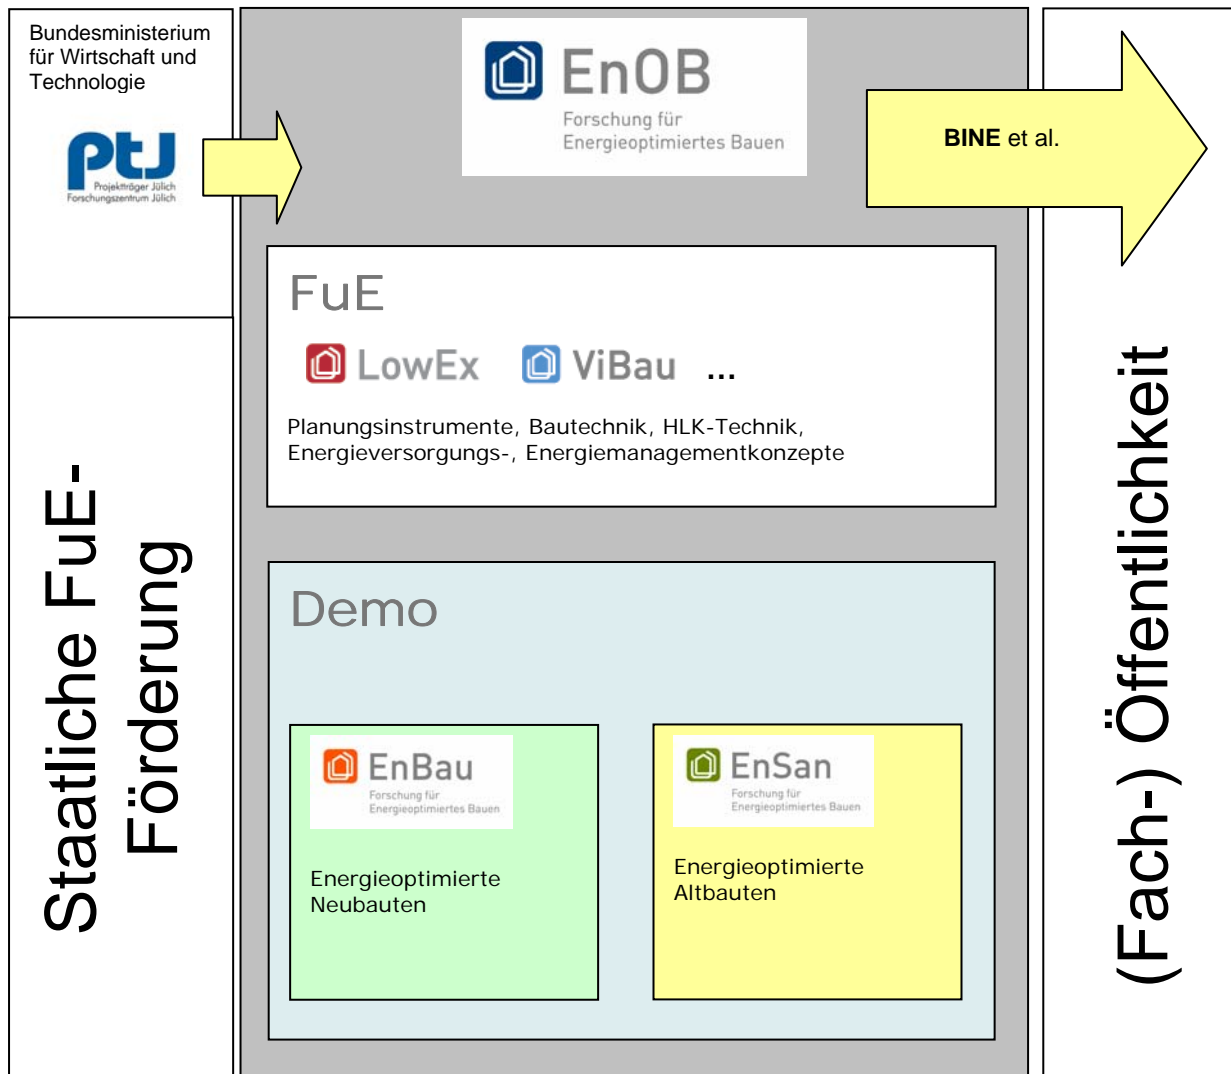 Bundesministerium
für Wirtschaft und
Technologie
ptJ
Projektträger Jülich
Forschungszentrum Jülich
Staatliche FuE-
Förderung
EnOB
Forschung für
Energieoptimiertes Bauen
BINE et al.
FuE
LowEx ViBau ...
Planungsinstrumente, Bautechnik, HLK-Technik,
Energieversorgungs-, Energiemanagementkonzepte
Demo
EnBau
Forschung für
Energieoptimiertes Bauen
Energieoptimierte
Neubauten
EnSan
Forschung für
Energieoptimiertes Bauen
Energieoptimierte
Altbauten
(Fach-) Öffentlichkeit